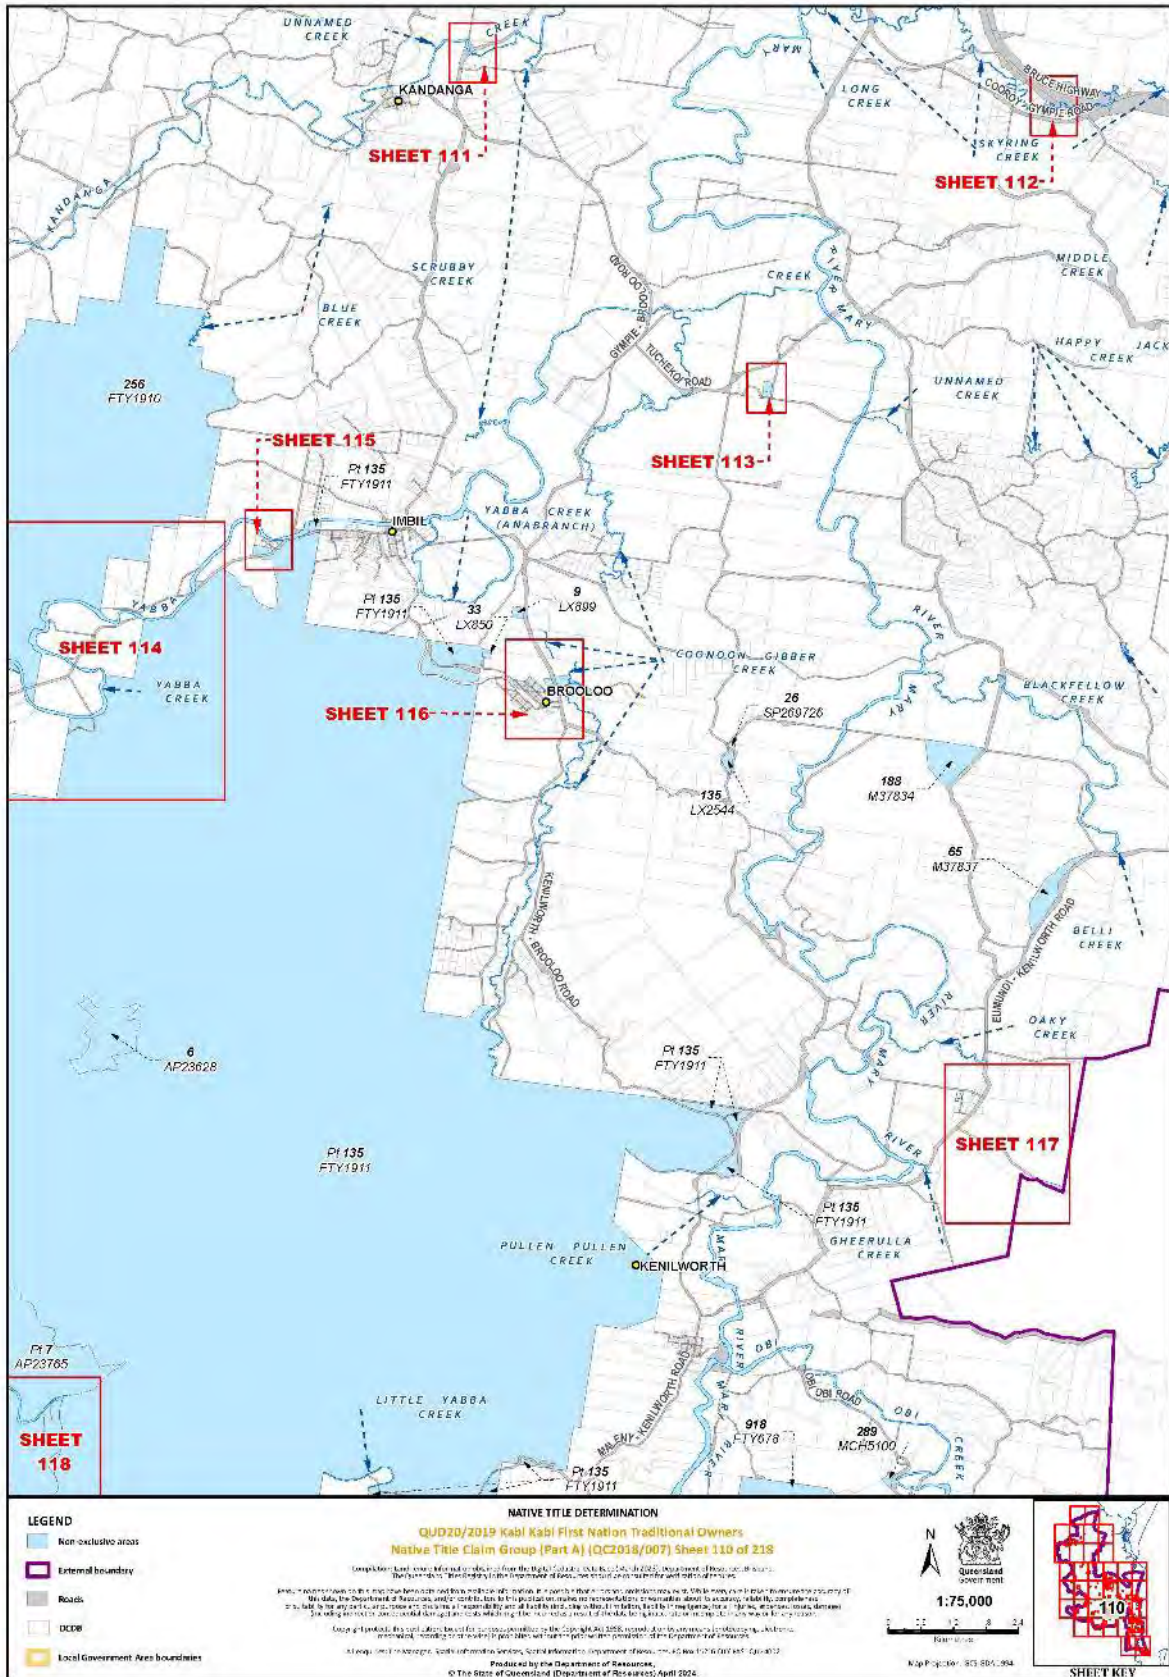 UNNAMED
CREEK
CREEK
KANDANGA
SHEET 111
MARY
LONG
CREEK
BRUCE HIGHWAY
COOROY - GYMPIE ROAD
SKYRING
CREEK
SHEET 112
KANDANGA
SCRUBBY
CREEK
BLUE
CREEK
GYMPIE - BROOLOO ROAD
CREEK
RIVER MARY
MIDDLE
CREEK
TUCHEKOI ROAD
HAPPY JACK
CREEK
UNNAMED
CREEK
256
FTY1910
SHEET 115
Pt 135
FTY1911
SHEET 113
IMBIL
YABBA CREEK
(ANABRANCH)
YABBA
Pt 135
FTY1911
33
LX850
9
LX899
SHEET 114
YABBA
CREEK
COONOON GIBBER
CREEK
BROOLOO
SHEET 116
26
SP269726
RIVER
MARY
BLACKFELLOW
CREEK
135
LX2544
188
M37834
65
M37837
KENILWORTH - BROOLOO ROAD
EUMUNDI - KENILWORTH ROAD
BELLI
CREEK
RIVER
OAKY
CREEK
6
AP23628
Pt 135
FTY1911
MARY
RIVER
SHEET 117
Pt 135
FTY1911
Pt 135
FTY1911
GHEERULLA
CREEK
PULLEN PULLEN
CREEK
KENILWORTH
MARY
RIVER
OBI
Pt 7
AP23765
MALENY - KENILWORTH ROAD
OBI OBI ROAD
OBI
CREEK
MARY
RIVER
LITTLE YABBA
CREEK
918
FTY678
289
MCH5100
SHEET
118
Pt 135
FTY1911
LEGEND
Non-exclusive areas
External boundary
Roads
DCDB
Local Government Area boundaries
NATIVE TITLE DETERMINATION
QUD20/2019 Kabi Kabi First Nation Traditional Owners
Native Title Claim Group (Part A) (QC2018/007) Sheet 110 of 218
Produced by the Department of Resources,
© The State of Queensland (Department of Resources) April 2024
N
Queensland
Government
1:75,000
Kilometres
110
SHEET KEY